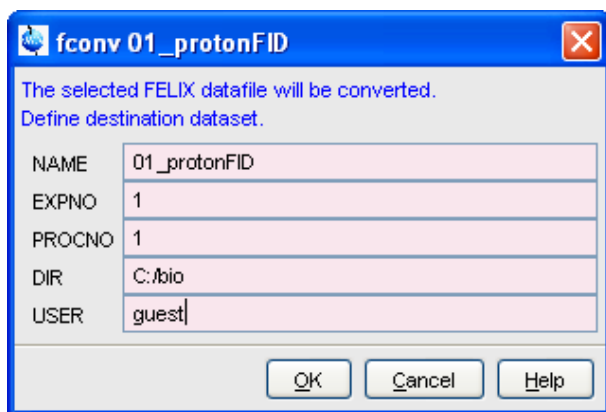 fconv 01_protonFID
The selected FELIX datafile will be converted.
Define destination dataset.
NAME 01_protonFID
EXPNO 1
PROCNO 1
DIR C:/bio
USER guest
OK Cancel Help